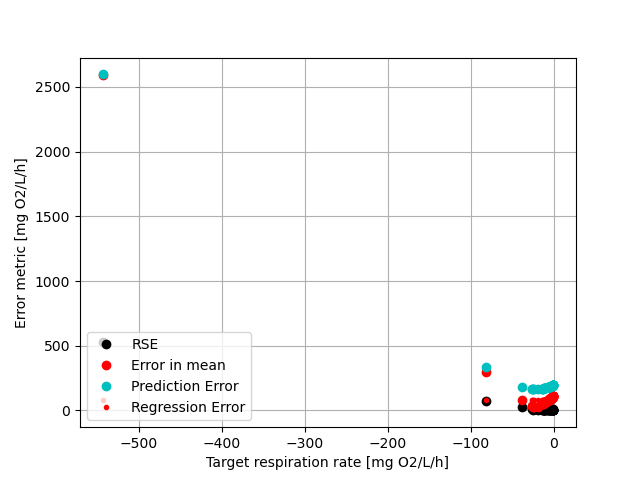 2500
2000
1500
1000
500
0
Error metric [mg O2/L/h]
RSE
Error in mean
Prediction Error
Regression Error
−500
−400
−300
−200
−100
0
Target respiration rate [mg O2/L/h]